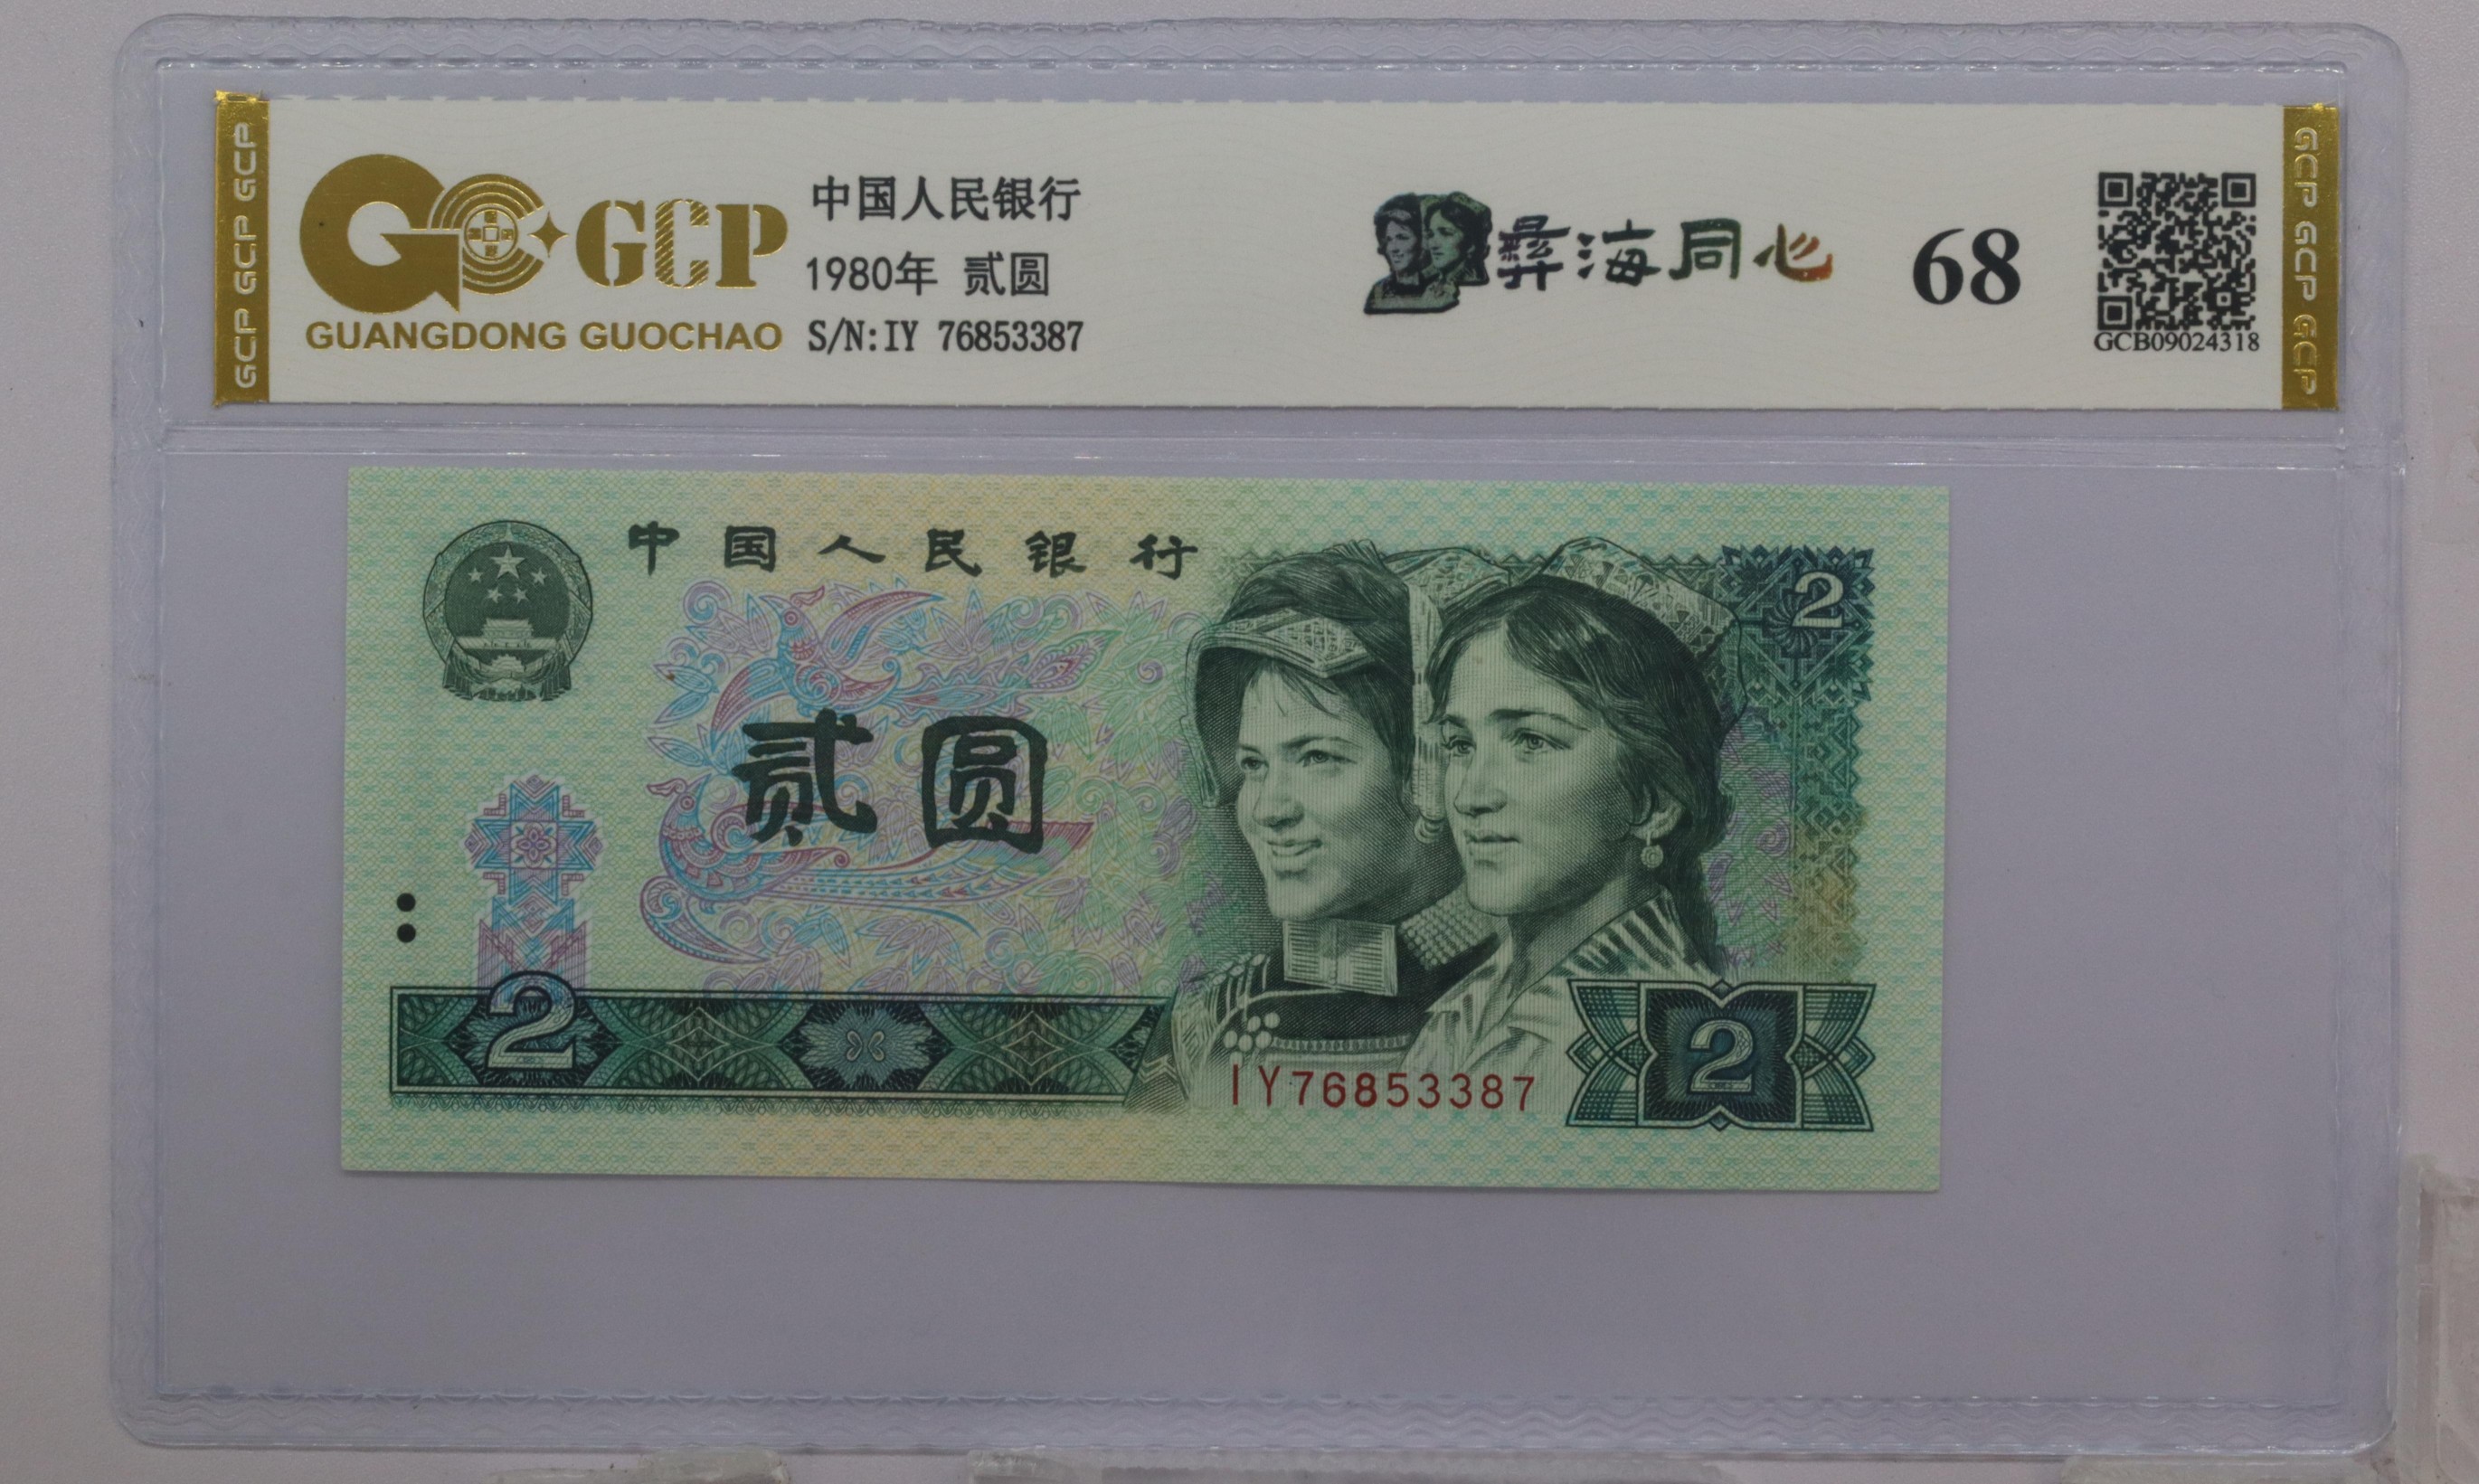 GCP GCP GCP
GCP
GUANGDONG GUOCHAO
中国人民银行
1980年 贰圆
S/N:IY 76853387
彝海同心
68
GCB09024318
GCP GCP GCP
中国人民银行
2
贰圆
2
IY76853387
2